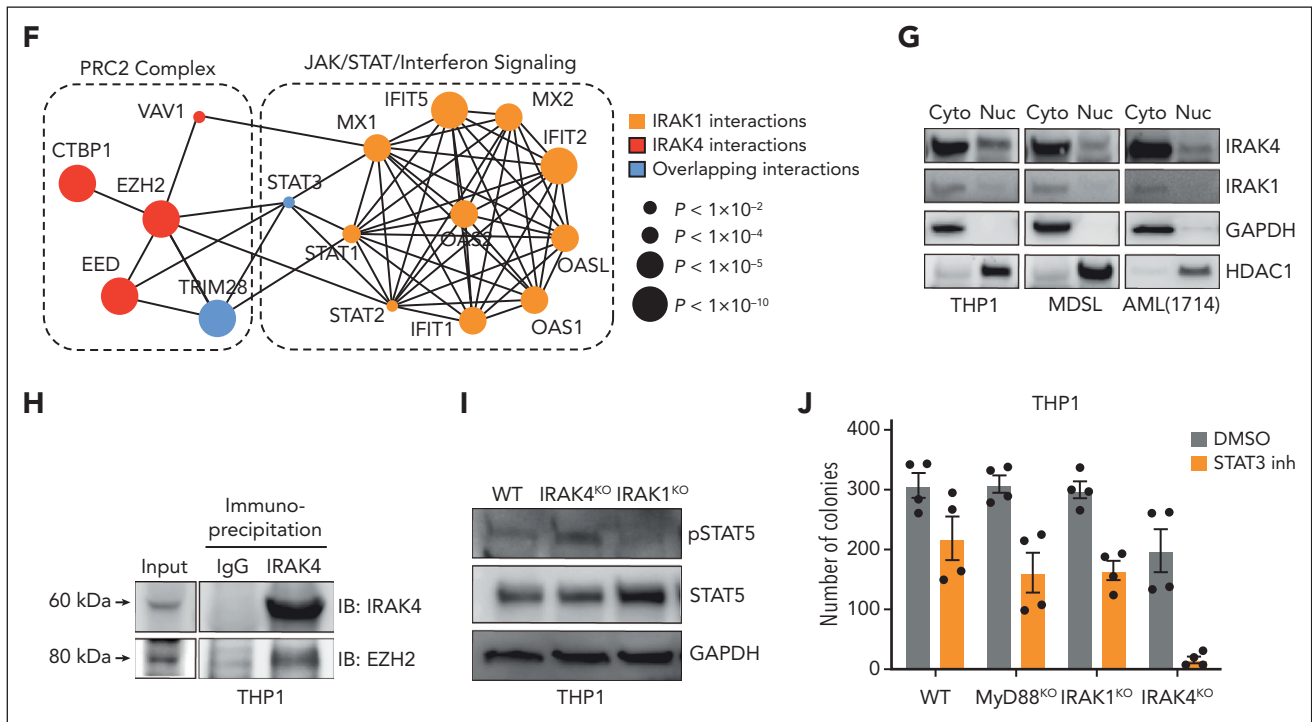 F
PRC2 Complex
JAK/STAT/Interferon Signaling
VAV1
CTBP1
EZH2
EED
TRIM28
STAT3
MX1
IFIT5
MX2
IFIT2
STAT1
OAS2
OASL
STAT2
IFIT1
OAS1
IRAK1 interactions
IRAK4 interactions
Overlapping interactions
P < 1×10⁻²
P < 1×10⁻⁴
P < 1×10⁻⁵
P < 1×10⁻¹⁰
G
Cyto Nuc Cyto Nuc Cyto Nuc
IRAK4
IRAK1
GAPDH
HDAC1
THP1 MDSL AML(1714)
H
Immuno-
precipitation
Input IgG IRAK4
60 kDa→ IB: IRAK4
80 kDa→ IB: EZH2
THP1
I
WT IRAK4ᴷᴼ IRAK1ᴷᴼ
pSTAT5
STAT5
GAPDH
THP1
J
THP1
DMSO
STAT3 inh
Number of colonies
400
300
200
100
0
WT MyD88ᴷᴼ IRAK1ᴷᴼ IRAK4ᴷᴼ